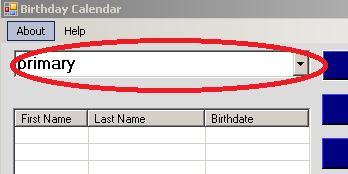 Birthday Calendar
About Help
primary
First Name Last Name Birthdate